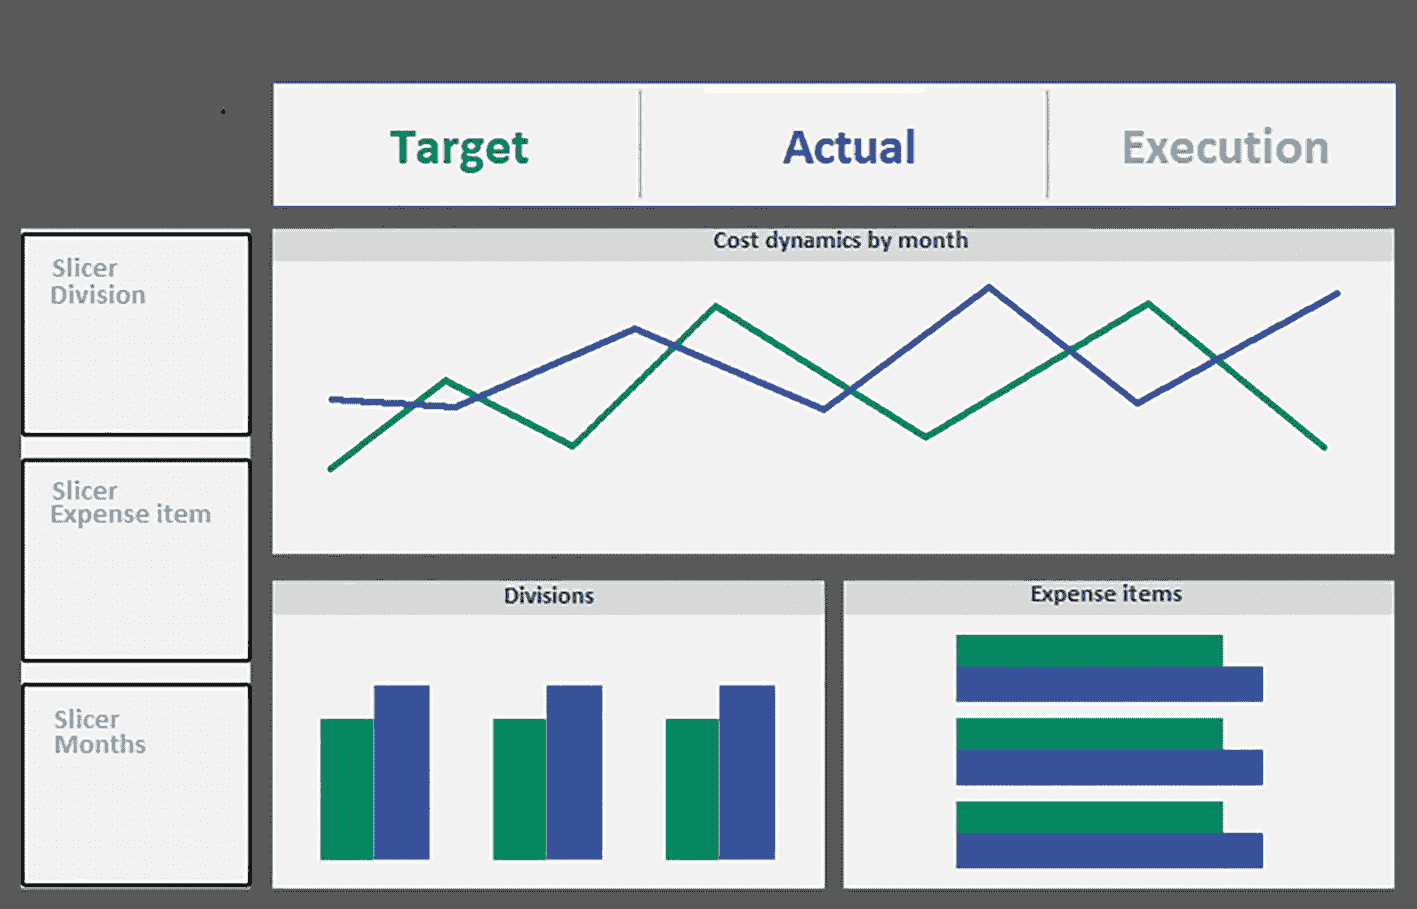 Target
Actual
Execution
Cost dynamics by month
Slicer
Division
Slicer
Expense item
Slicer
Months
Divisions
Expense items